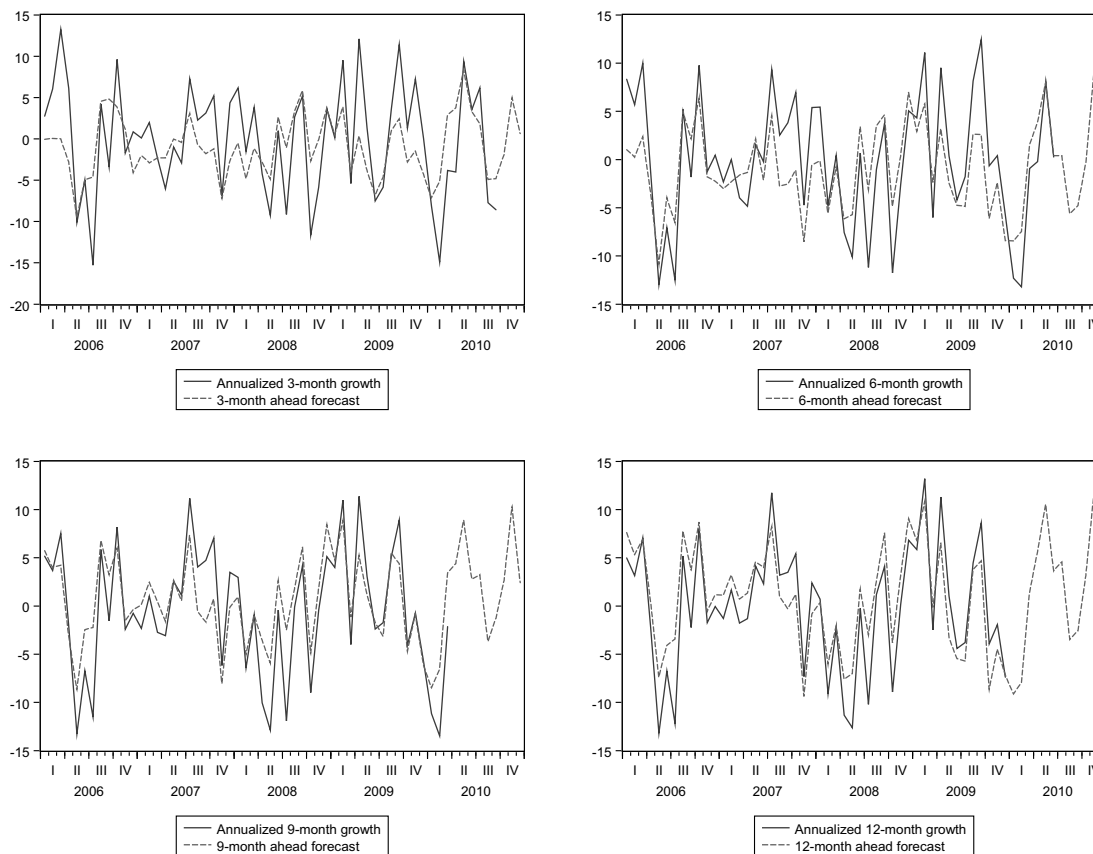 15
10
5
0
-5
-10
-15
-20
I II III IV I II III IV I II III IV I II III IV I II III IV
2006 2007 2008 2009 2010
Annualized 3-month growth
3-month ahead forecast
15
10
5
0
-5
-10
-15
I II III IV I II III IV I II III IV I II III IV I II III IV
2006 2007 2008 2009 2010
Annualized 6-month growth
6-month ahead forecast
15
10
5
0
-5
-10
-15
I II III IV I II III IV I II III IV I II III IV I II III IV
2006 2007 2008 2009 2010
Annualized 9-month growth
9-month ahead forecast
15
10
5
0
-5
-10
-15
I II III IV I II III IV I II III IV I II III IV I II III IV
2006 2007 2008 2009 2010
Annualized 12-month growth
12-month ahead forecast